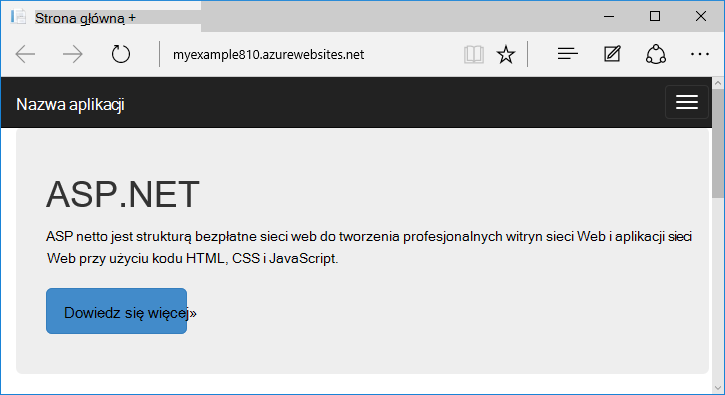 Strona główną +
myexample810.azurewebsites.net
Nazwa aplikacji
ASP.NET
ASP netto jest strukturą bezpłatne sieci web do tworzenia profesjonalnych witryn sieci Web i aplikacji sieci
Web przy użyciu kodu HTML, CSS i JavaScript.
Dowiedz się więcej»